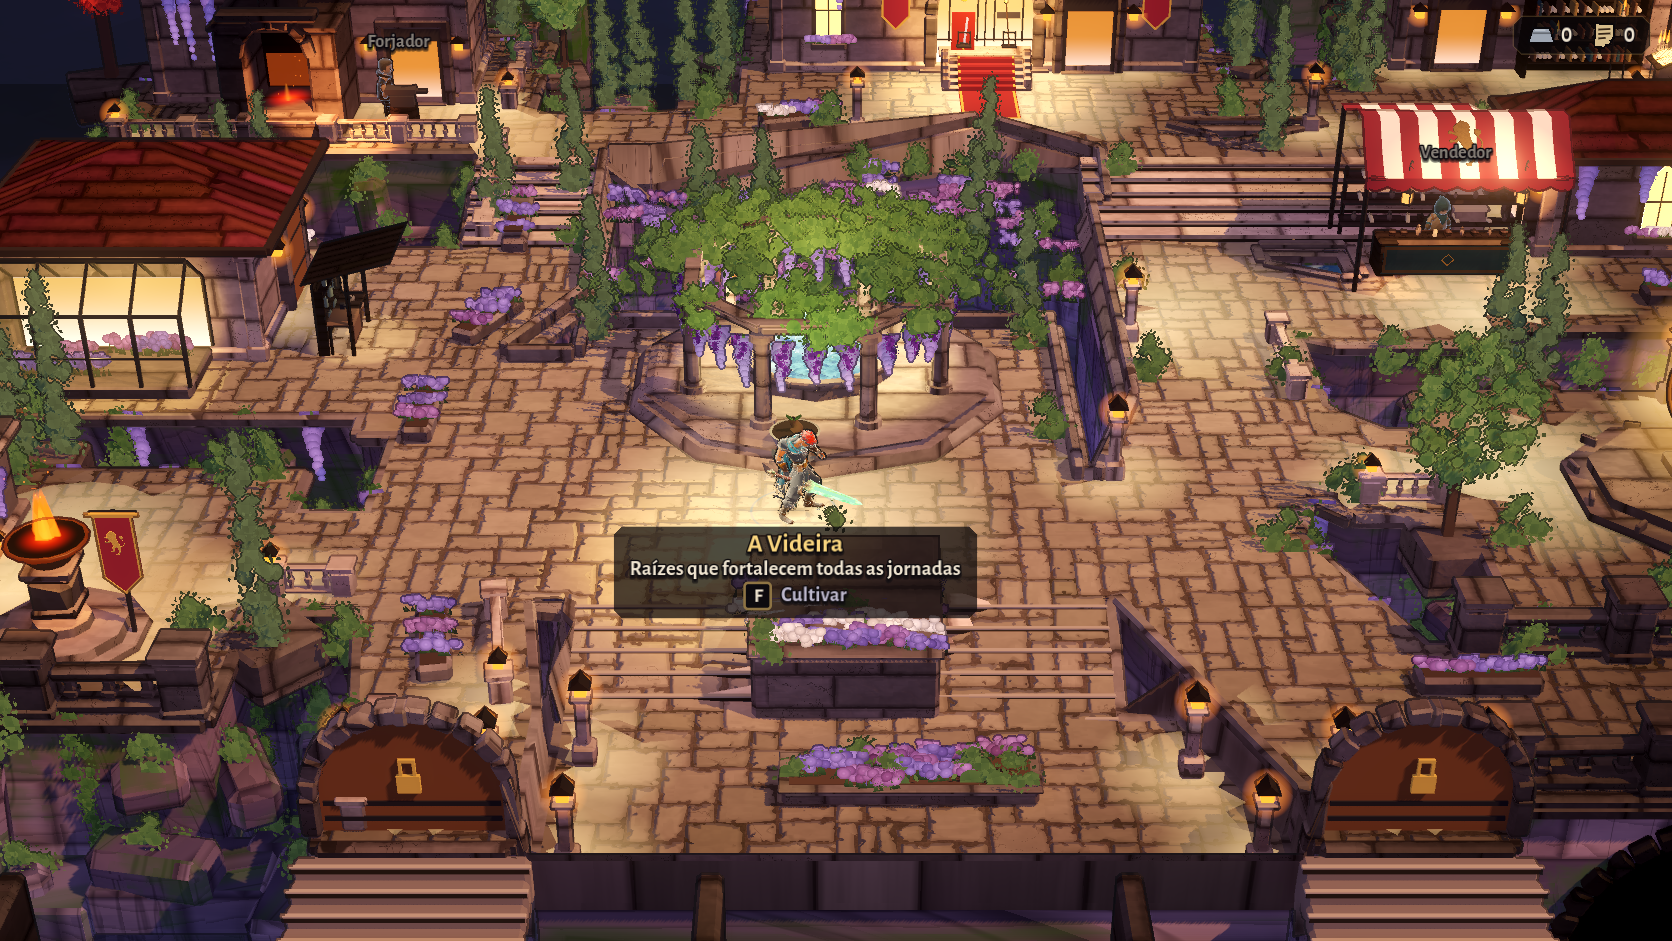 Forjador
0 0
Vendedor
A Videira
Raízes que fortalecem todas as jornadas
F Cultivar